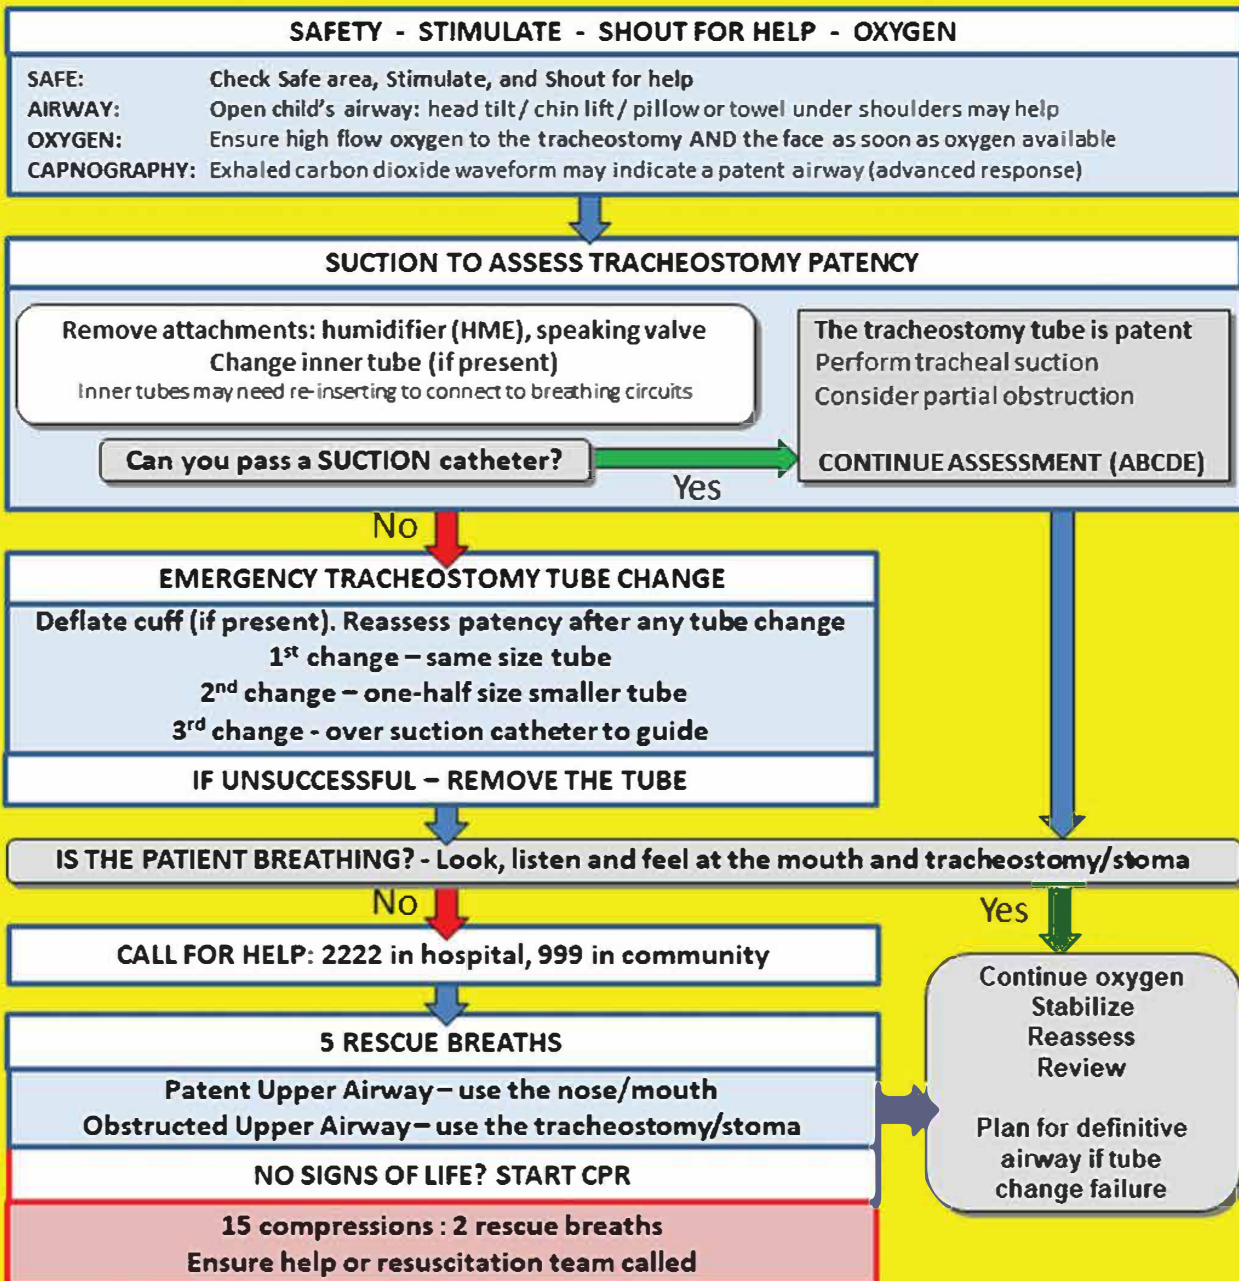 SAFETY - STIMULATE - SHOUT FOR HELP - OXYGEN
SAFE: Check Safe area, Stimulate, and Shout for help
AIRWAY: Open child's airway: head tilt/ chin lift/ pillow or towel under shoulders may help
OXYGEN: Ensure high flow oxygen to the tracheostomy AND the face as soon as oxygen available
CAPNOGRAPHY: Exhaled carbon dioxide waveform may indicate a patent airway (advanced response)
SUCTION TO ASSESS TRACHEOSTOMY PATENCY
Remove attachments: humidifier (HME), speaking valve
Change inner tube (if present)
Inner tubes may need re-inserting to connect to breathing circuits
Can you pass a SUCTION catheter?
Yes
The tracheostomy tube is patent
Perform tracheal suction
Consider partial obstruction
CONTINUE ASSESSMENT (ABCDE)
No
EMERGENCY TRACHEOSTOMY TUBE CHANGE
Deflate cuff (if present). Reassess patency after any tube change
1st change – same size tube
2nd change – one-half size smaller tube
3rd change - over suction catheter to guide
IF UNSUCCESSFUL – REMOVE THE TUBE
IS THE PATIENT BREATHING? - Look, listen and feel at the mouth and tracheostomy/stoma
No
Yes
CALL FOR HELP: 2222 in hospital, 999 in community
5 RESCUE BREATHS
Patent Upper Airway – use the nose/mouth
Obstructed Upper Airway – use the tracheostomy/stoma
NO SIGNS OF LIFE? START CPR
15 compressions : 2 rescue breaths
Ensure help or resuscitation team called
Continue oxygen
Stabilize
Reassess
Review
Plan for definitive
airway if tube
change failure